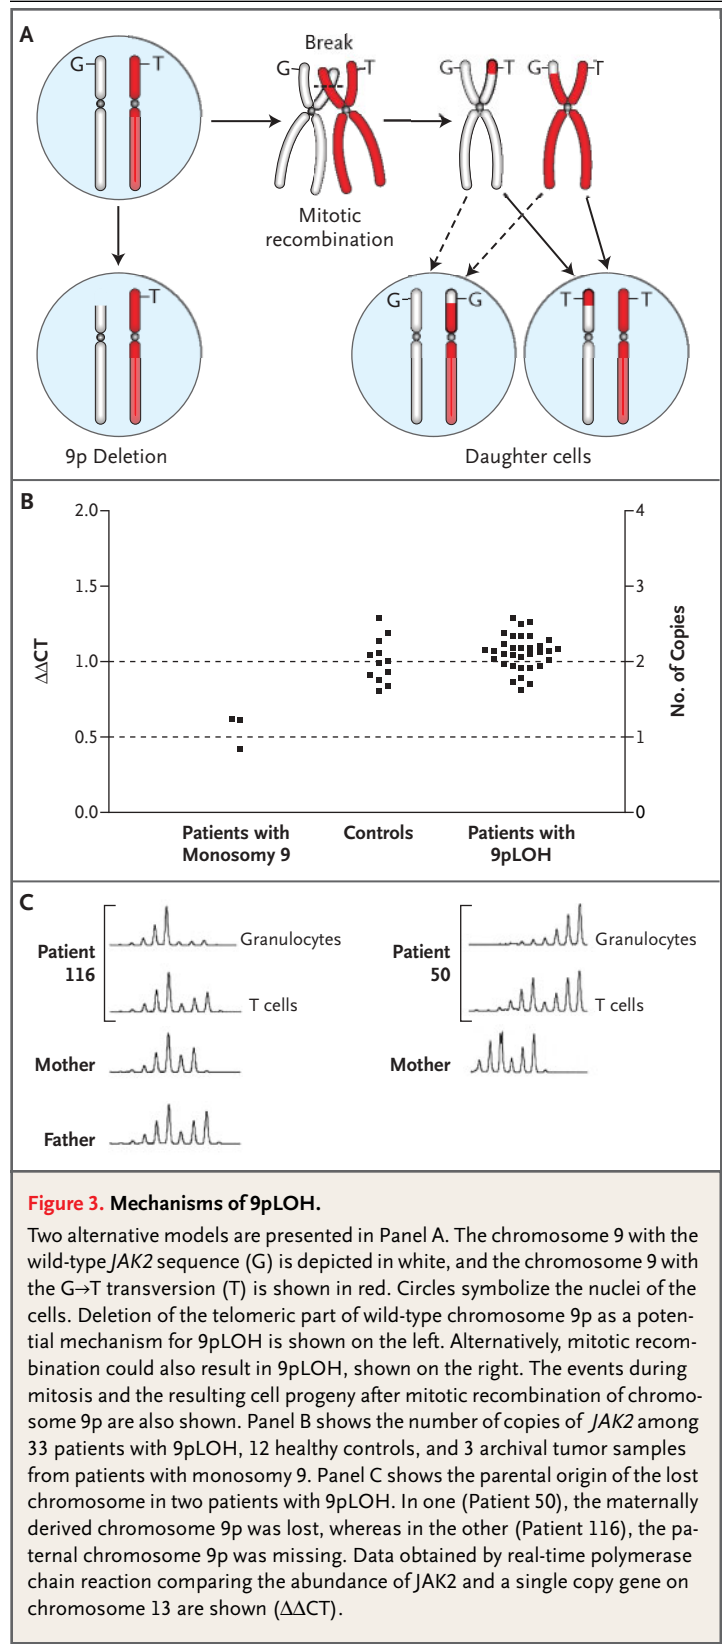 A
Break
G T G T G T G T
Mitotic
recombination
T G G T T
9p Deletion
Daughter cells
B
2.0 4
1.5 3
1.0 2
0.5 1
0.0 0
ΔΔCT
No. of Copies
Patients with Controls Patients with
Monosomy 9 9pLOH
C
Patient
116
Granulocytes
T cells
Mother
Father
Patient
50
Granulocytes
T cells
Mother
Figure 3. Mechanisms of 9pLOH.
Two alternative models are presented in Panel A. The chromosome 9 with the
wild-type JAK2 sequence (G) is depicted in white, and the chromosome 9 with
the G→T transversion (T) is shown in red. Circles symbolize the nuclei of the
cells. Deletion of the telomeric part of wild-type chromosome 9p as a poten-
tial mechanism for 9pLOH is shown on the left. Alternatively, mitotic recom-
bination could also result in 9pLOH, shown on the right. The events during
mitosis and the resulting cell progeny after mitotic recombination of chromo-
some 9p are also shown. Panel B shows the number of copies of JAK2 among
33 patients with 9pLOH, 12 healthy controls, and 3 archival tumor samples
from patients with monosomy 9. Panel C shows the parental origin of the lost
chromosome in two patients with 9pLOH. In one (Patient 50), the maternally
derived chromosome 9p was lost, whereas in the other (Patient 116), the pa-
ternal chromosome 9p was missing. Data obtained by real-time polymerase
chain reaction comparing the abundance of JAK2 and a single copy gene on
chromosome 13 are shown (ΔΔCT).